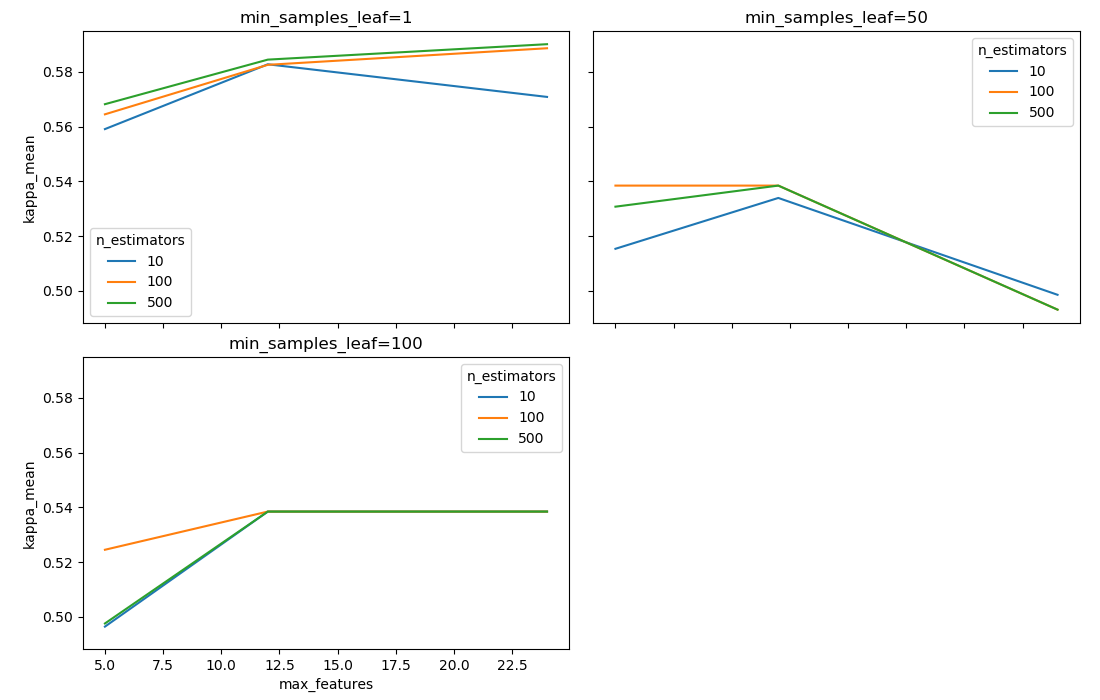 min_samples_leaf=1
kappa_mean
0.58
0.56
0.54
0.52
0.50
n_estimators
10
100
500
min_samples_leaf=50
n_estimators
10
100
500
min_samples_leaf=100
kappa_mean
0.58
0.56
0.54
0.52
0.50
n_estimators
10
100
500
5.0 7.5 10.0 12.5 15.0 17.5 20.0 22.5
max_features